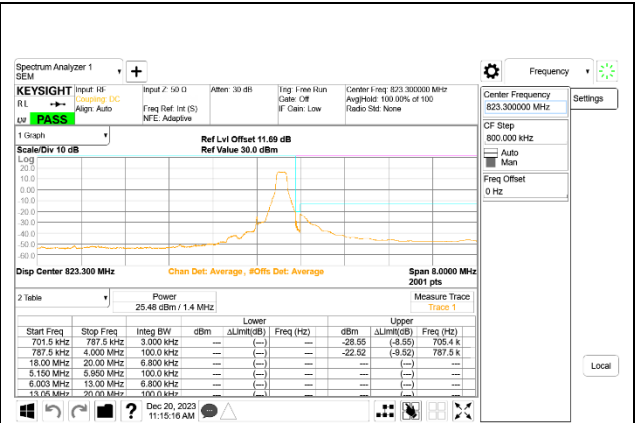 Spectrum Analyzer 1
SEM
Frequency
KEYSIGHT
Input: RF
Input Z: 50 Ω
Atten: 30 dB
Trig: Free Run
Center Freq: 823.300000 MHz
RL
Coupling: DC
Gate: Off
Avg|Hold: 100.00% of 100
Align: Auto
Freq Ref: Int (S)
IF Gain: Low
Radio Std: None
NFE: Adaptive
PASS
Center Frequency
823.300000 MHz
Settings
CF Step
800.000 kHz
Auto
Man
Freq Offset
0 Hz
1 Graph
Ref Lvl Offset 11.69 dB
Scale/Div 10 dB
Ref Value 30.0 dBm
Log
20.0
10.0
0.00
-10.0
-20.0
-30.0
-40.0
-50.0
-60.0
Disp Center 823.300 MHz
Chan Det: Average, #Offs Det: Average
Span 8.0000 MHz
2001 pts
2 Table
Power
25.48 dBm / 1.4 MHz
Measure Trace
Trace 1
Lower
Upper
Start Freq Stop Freq Integ BW dBm ΔLimit(dB) Freq (Hz) dBm ΔLimit(dB) Freq (Hz)
701.5 kHz 787.5 kHz 3.000 kHz --- (---) --- -28.55 (-8.55) 705.4 k
787.5 kHz 4.000 MHz 100.0 kHz --- (---) --- -22.52 (-9.52) 787.5 k
18.00 MHz 20.00 MHz 6.800 kHz --- (---) --- --- (---) ---
5.150 MHz 5.950 MHz 100.0 kHz --- (---) --- --- (---) ---
6.003 MHz 13.00 MHz 6.800 kHz --- (---) --- --- (---) ---
13.05 MHz 20.00 MHz 100.0 kHz --- (---) --- --- (---) ---
Local
?
Dec 20, 2023
11:15:16 AM